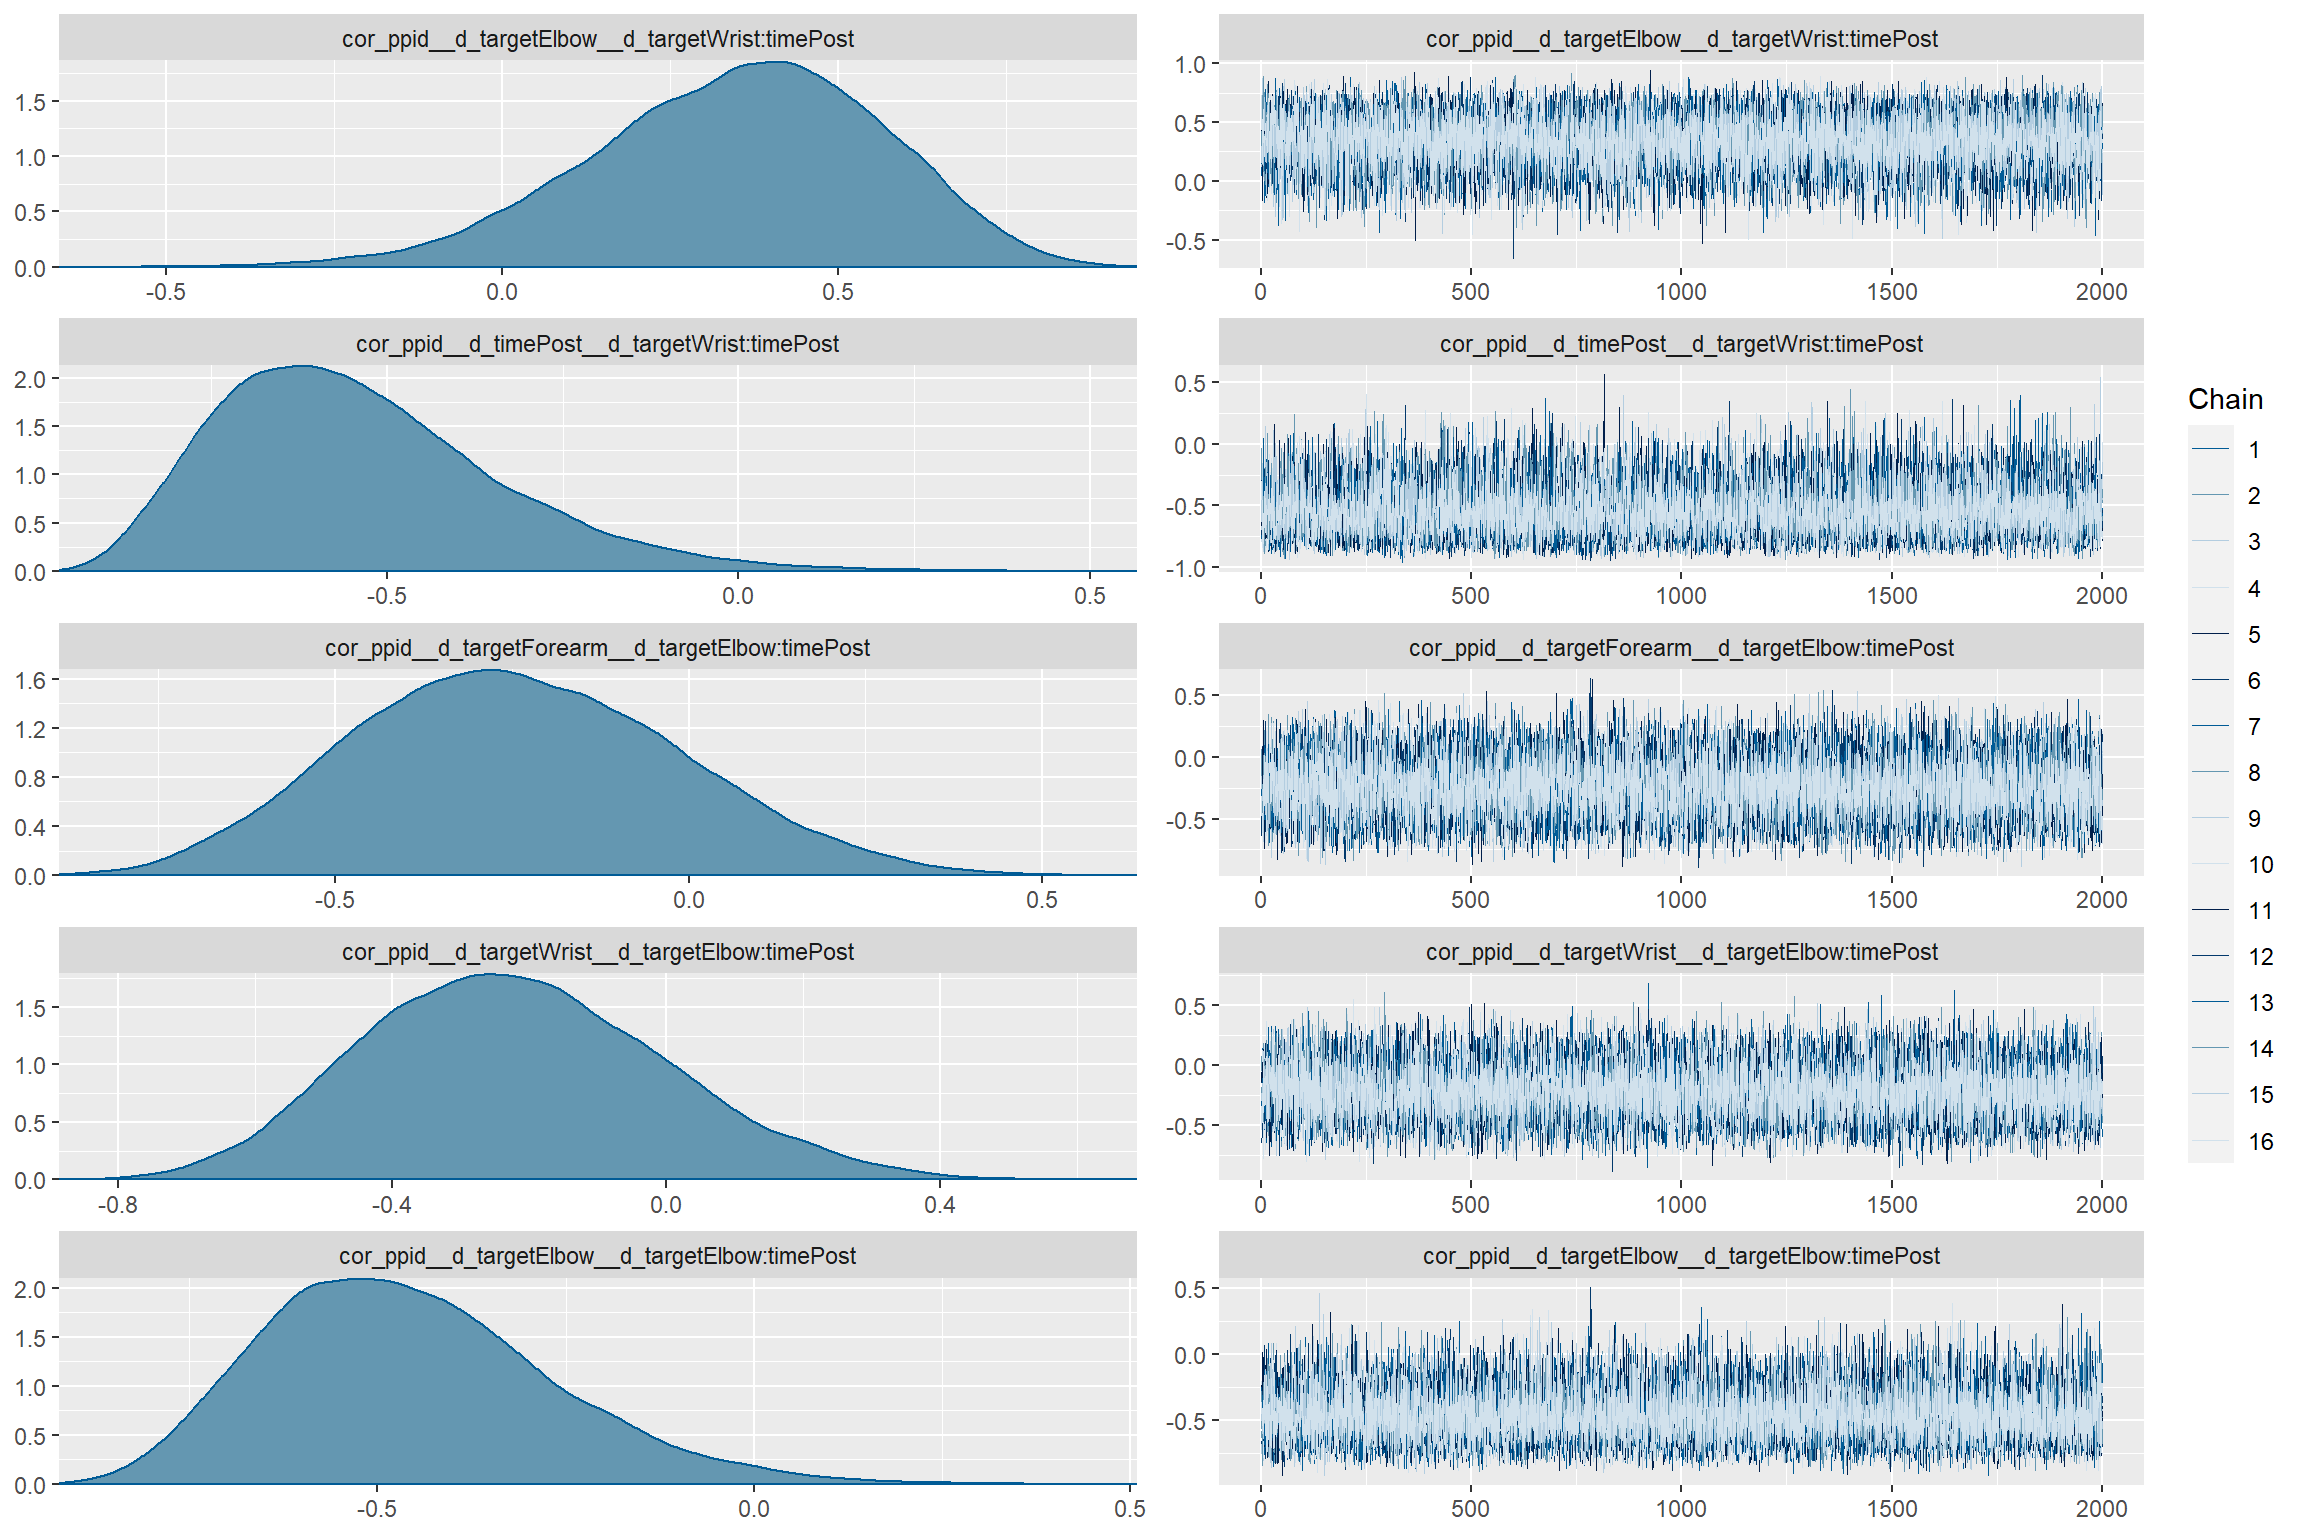 cor_ppid__d_targetElbow__d_targetWrist:timePost
1.5
1.0
0.5
0.0
-0.5 0.0 0.5
cor_ppid__d_targetElbow__d_targetWrist:timePost
1.0
0.5
0.0
-0.5
0 500 1000 1500 2000
cor_ppid__d_timePost__d_targetWrist:timePost
2.0
1.5
1.0
0.5
0.0
-0.5 0.0 0.5
cor_ppid__d_timePost__d_targetWrist:timePost
0.5
0.0
-0.5
-1.0
0 500 1000 1500 2000
cor_ppid__d_targetForearm__d_targetElbow:timePost
1.6
1.2
0.8
0.4
0.0
-0.5 0.0 0.5
cor_ppid__d_targetForearm__d_targetElbow:timePost
0.5
0.0
-0.5
0 500 1000 1500 2000
cor_ppid__d_targetWrist__d_targetElbow:timePost
1.5
1.0
0.5
0.0
-0.8 -0.4 0.0 0.4
cor_ppid__d_targetWrist__d_targetElbow:timePost
0.5
0.0
-0.5
0 500 1000 1500 2000
cor_ppid__d_targetElbow__d_targetElbow:timePost
2.0
1.5
1.0
0.5
0.0
-0.5 0.0 0.5
cor_ppid__d_targetElbow__d_targetElbow:timePost
0.5
0.0
-0.5
0 500 1000 1500 2000
Chain
1
2
3
4
5
6
7
8
9
10
11
12
13
14
15
16